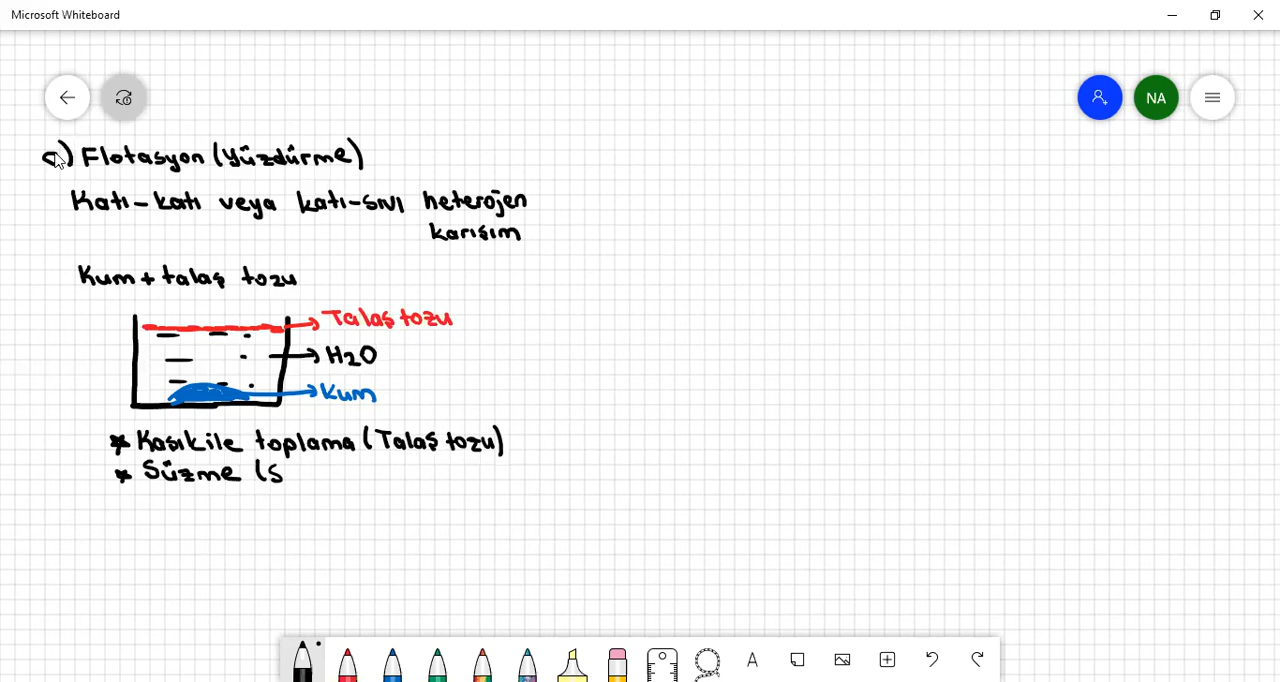 Microsoft Whiteboard
NA
c) Flotasyon (Yüzdürme)
Katı-katı veya katı-sıvı heterojen
karışım
Kum + talaş tozu
Talaş tozu
H2O
Kum
* Kaşık ile toplama (Talaş tozu)
* Süzme (S
A